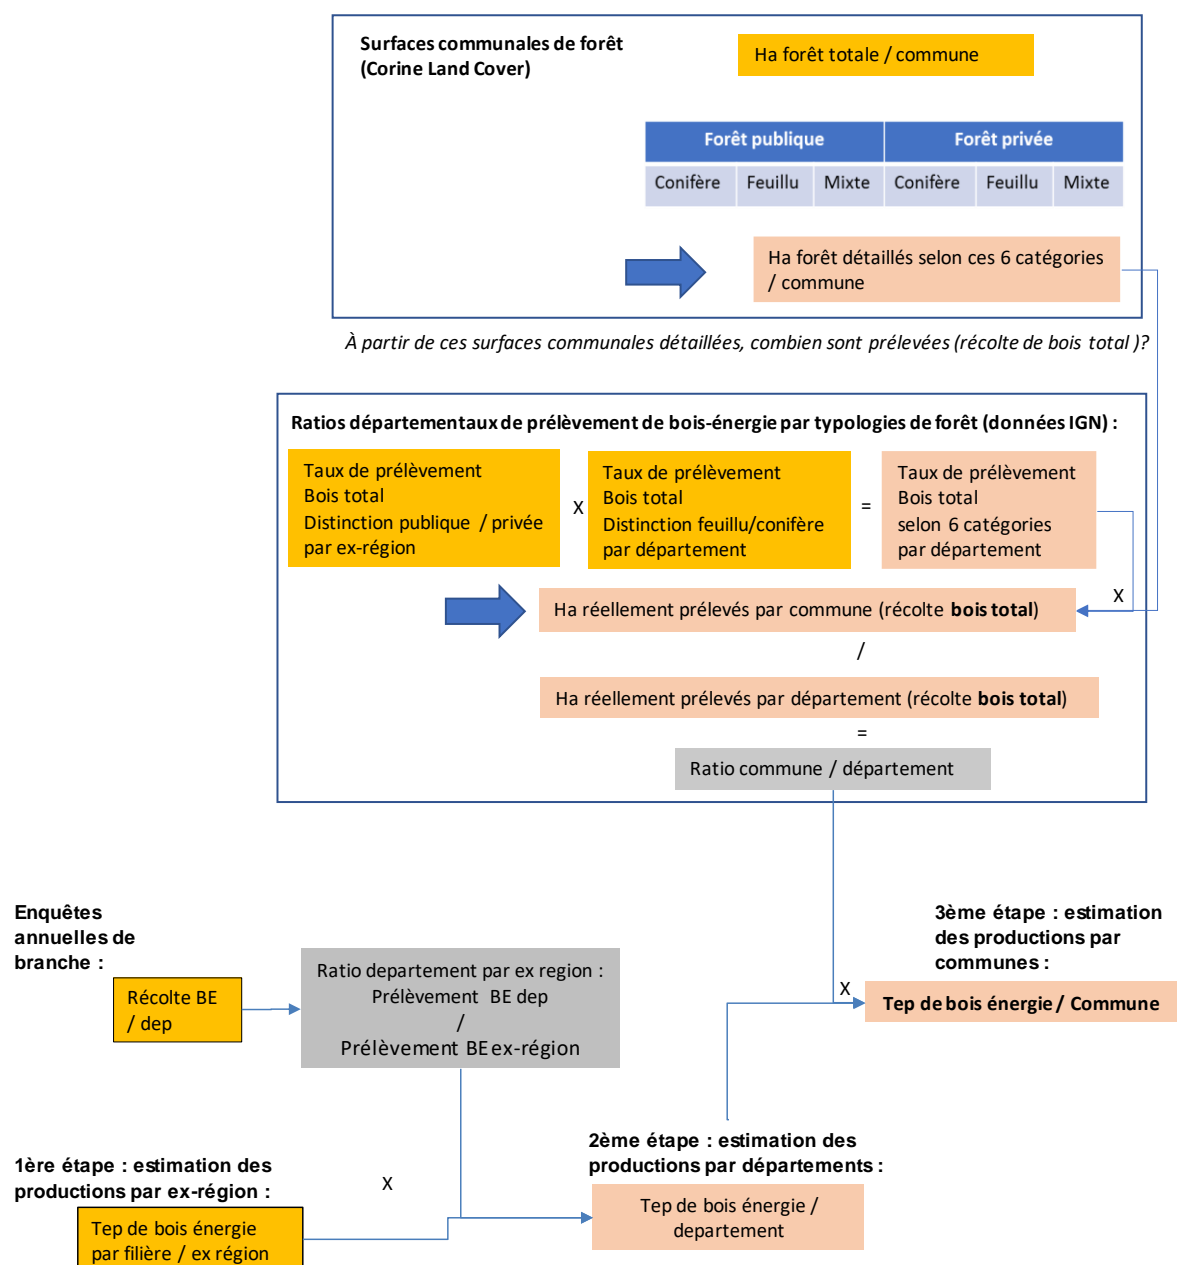 Surfaces communales de forêt
(Corine Land Cover)
Ha forêt totale / commune
Forêt publique Forêt privée
Conifère Feuillu Mixte Conifère Feuillu Mixte
Ha forêt détaillés selon ces 6 catégories
/ commune
À partir de ces surfaces communales détaillées, combien sont prélevées (récolte de bois total )?
Ratios départementaux de prélèvement de bois-énergie par typologies de forêt (données IGN) :
Taux de prélèvement
Bois total
Distinction publique / privée
par ex-région
X
Taux de prélèvement
Bois total
Distinction feuillu/conifère
par département
=
Taux de prélèvement
Bois total
selon 6 catégories
par département
X
Ha réellement prélevés par commune (récolte bois total)
/
Ha réellement prélevés par département (récolte bois total)
=
Ratio commune / département
Enquêtes
annuelles de
branche :
Récolte BE
/ dep
Ratio departement par ex region :
Prélèvement BE dep
/
Prélèvement BE ex-région
3ème étape : estimation
des productions par
communes :
X
Tep de bois énergie / Commune
1ère étape : estimation des
productions par ex-région :
X
Tep de bois énergie
par filière / ex région
2ème étape : estimation des
productions par départements :
Tep de bois énergie /
departement